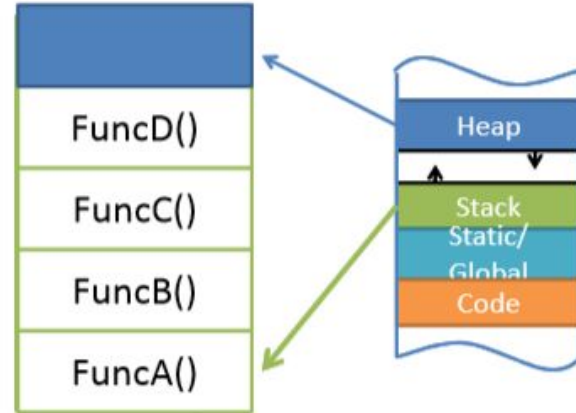 FuncD()
FuncC()
FuncB()
FuncA()
Heap
Stack
Static/
Global
Code